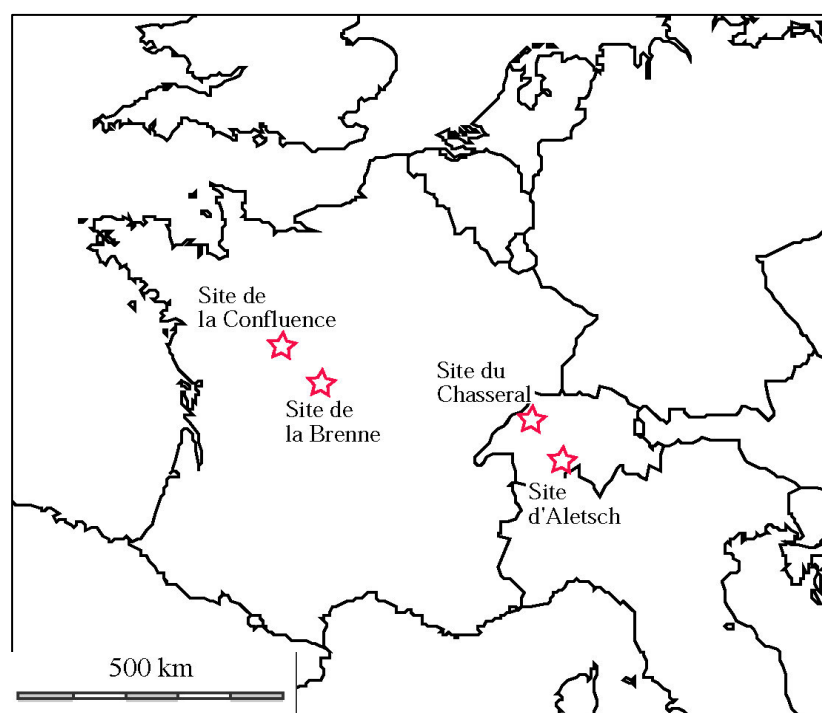 Site de
la Confluence
Site de
la Brenne
Site du
Chasseral
Site
d'Aletsch
500 km